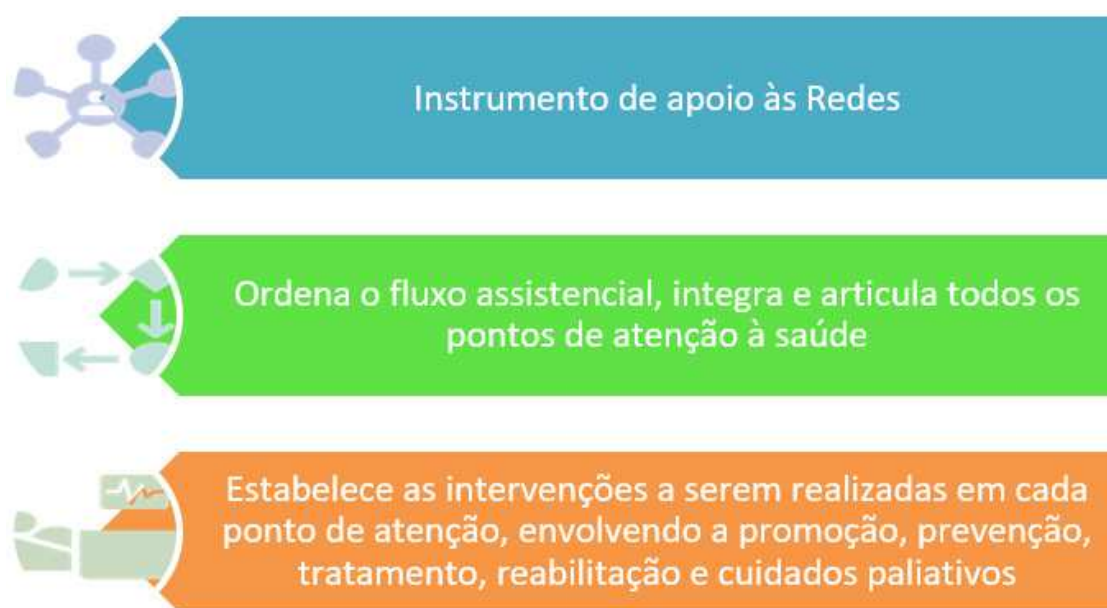 Instrumento de apoio às Redes
Ordena o fluxo assistencial, integra e articula todos os
pontos de atenção à saúde
Estabelece as intervenções a serem realizadas em cada
ponto de atenção, envolvendo a promoção, prevenção,
tratamento, reabilitação e cuidados paliativos